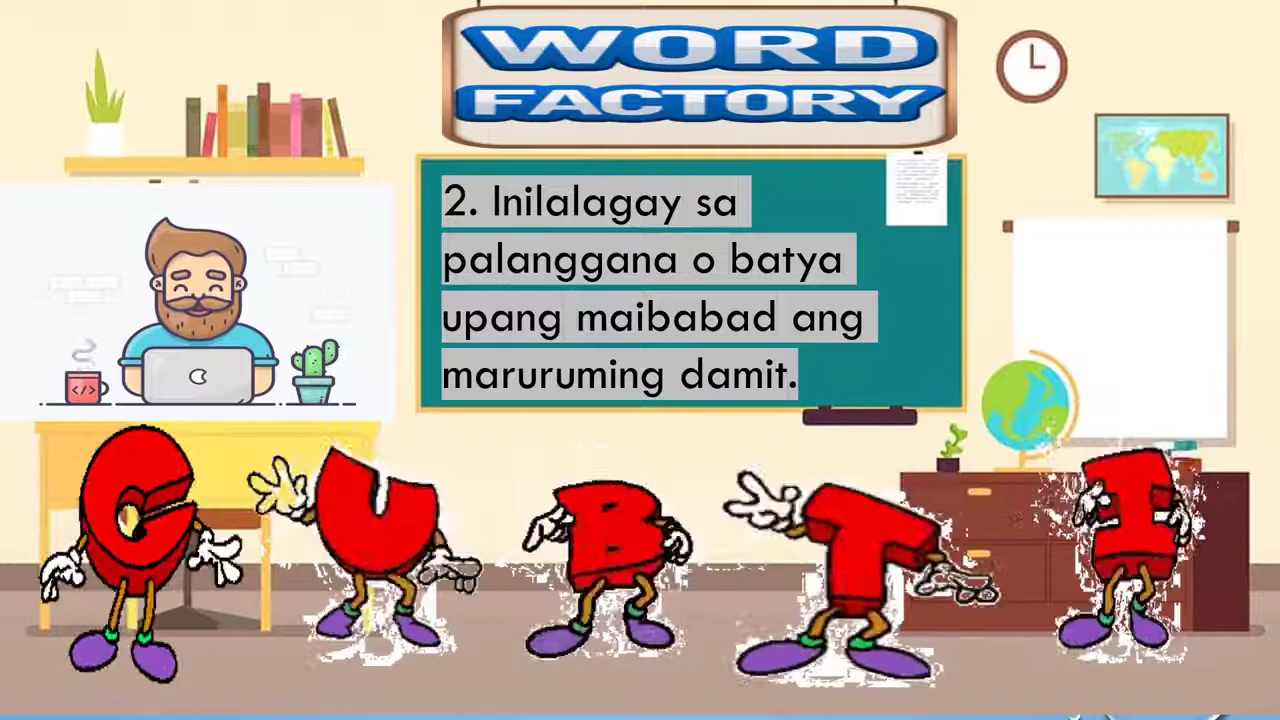 WORD
FACTORY
2. Inilalagay sa
palanggana o batya
upang maibabad ang
maruruming damit.
</>
G U B T I